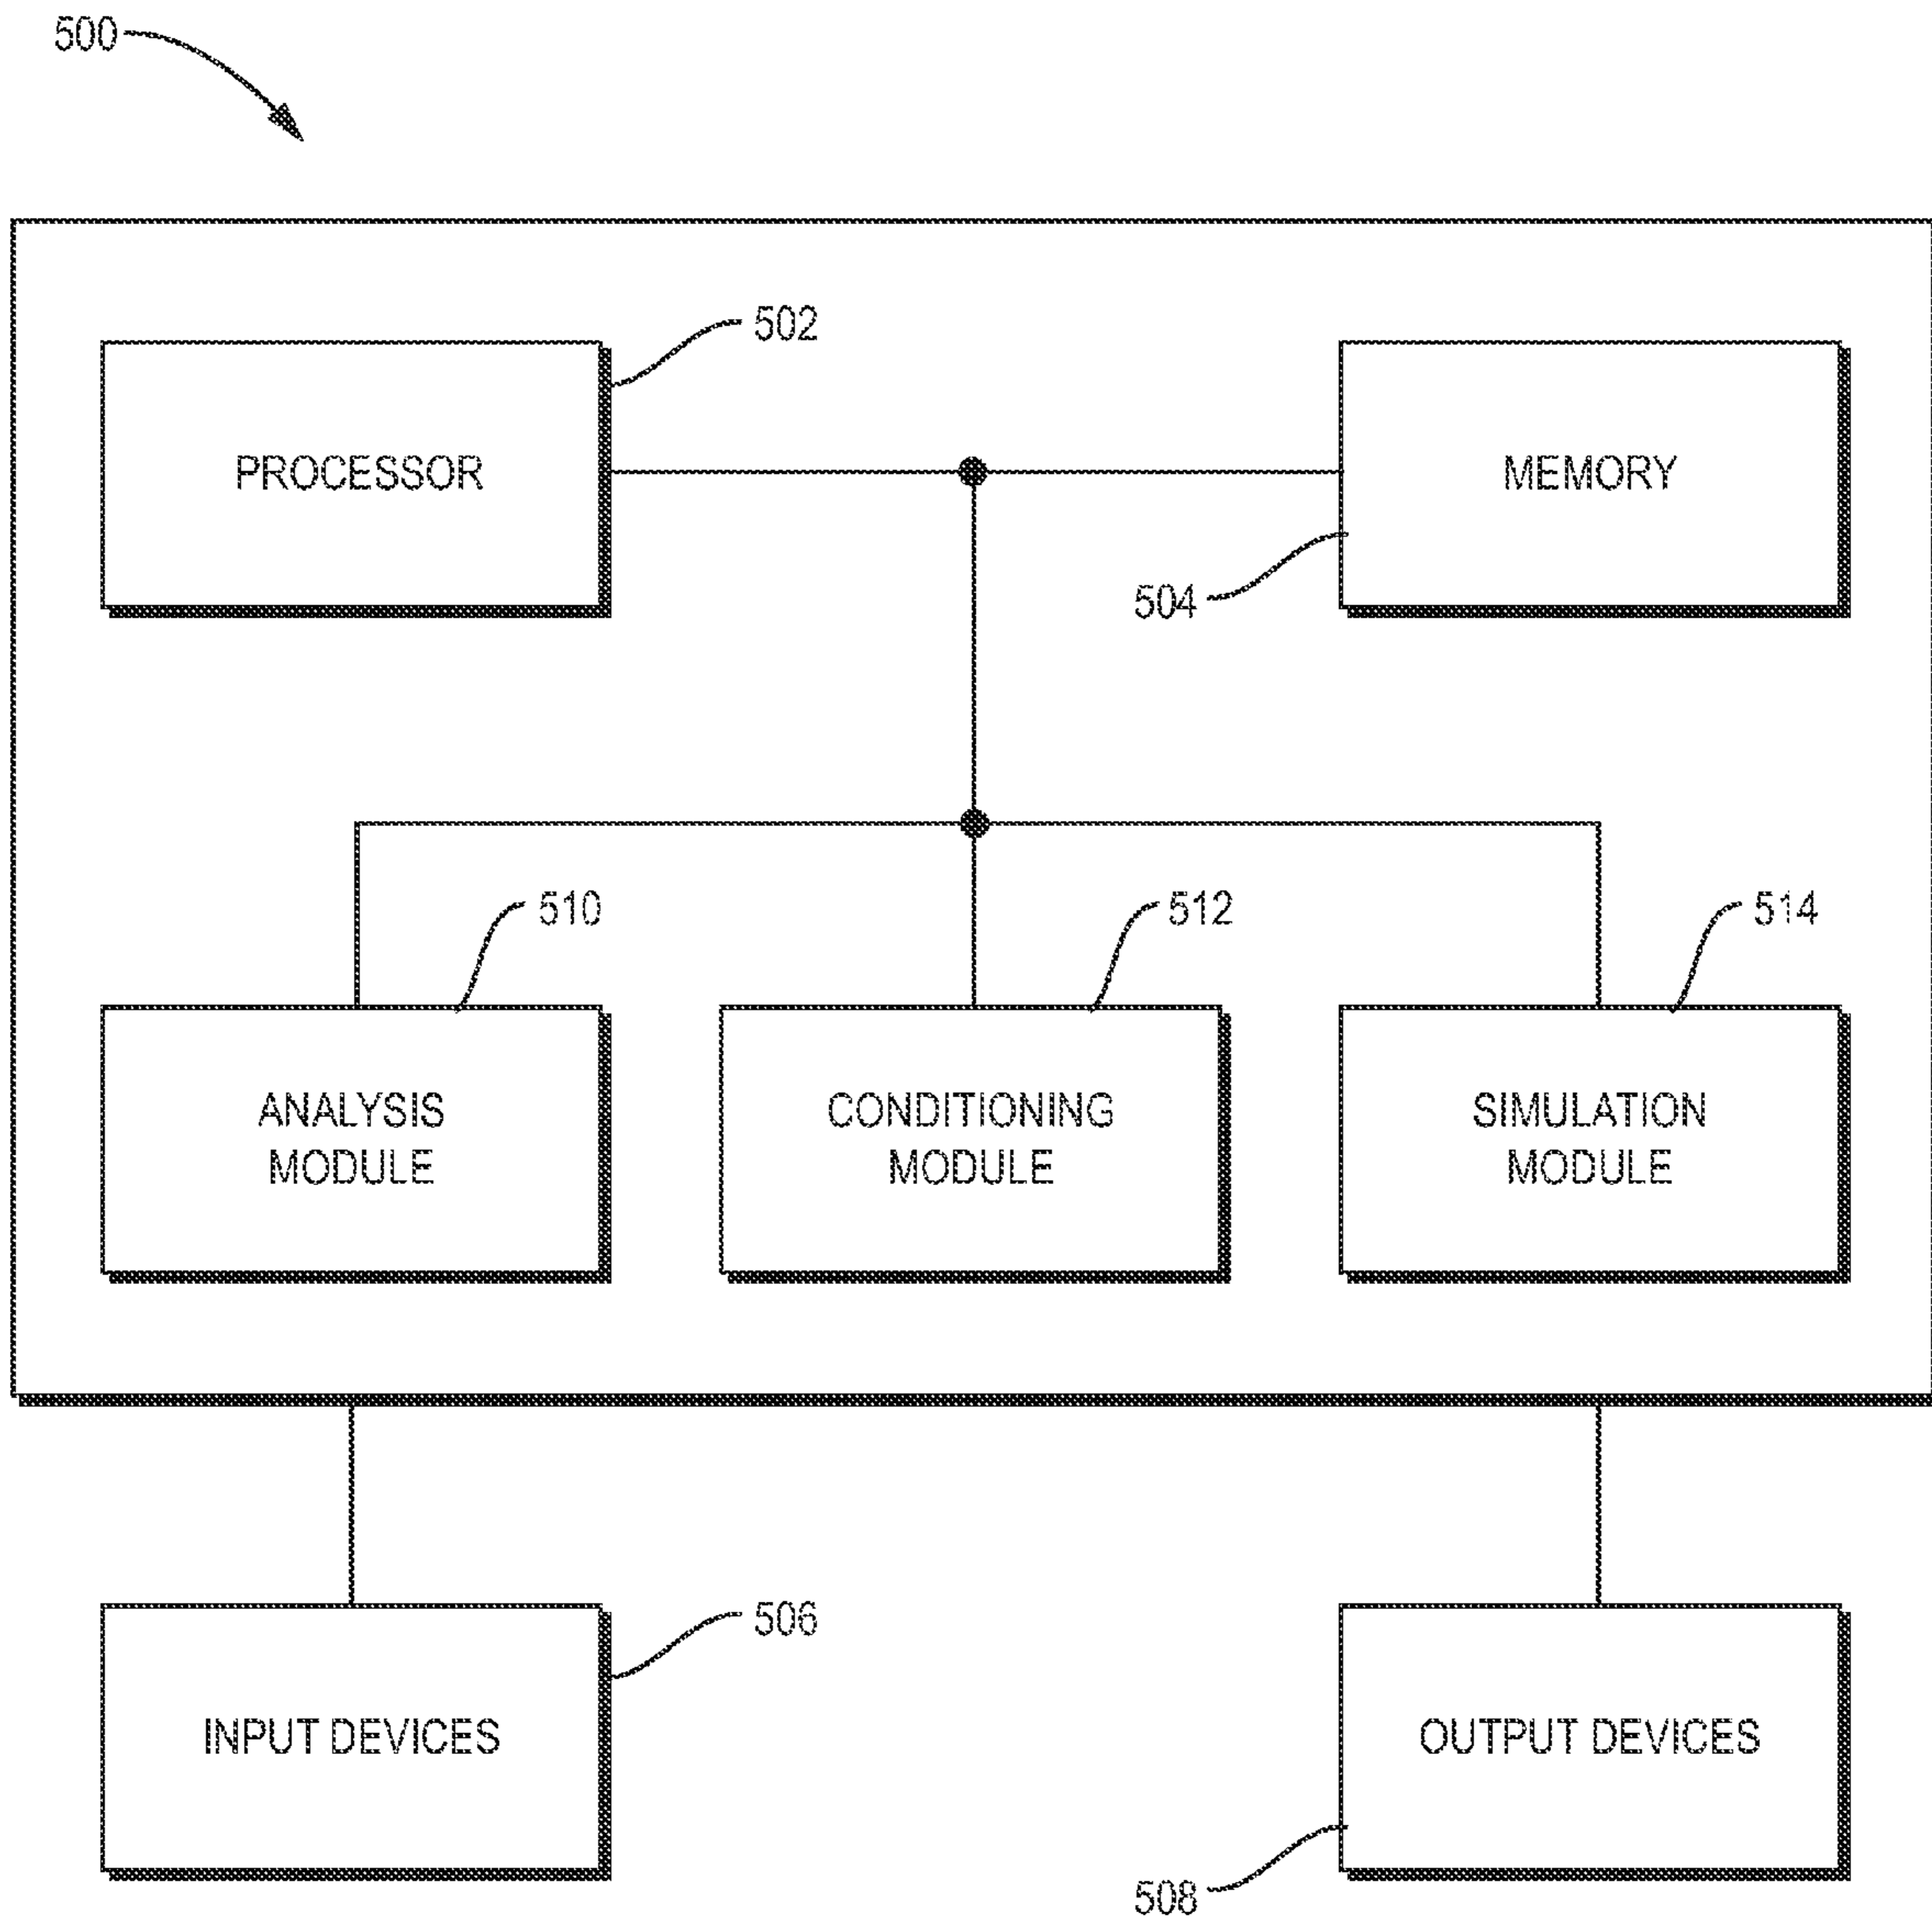 500
502
PROCESSOR
MEMORY
504
510
512
514
ANALYSIS
MODULE
CONDITIONING
MODULE
SIMULATION
MODULE
506
INPUT DEVICES
OUTPUT DEVICES
508